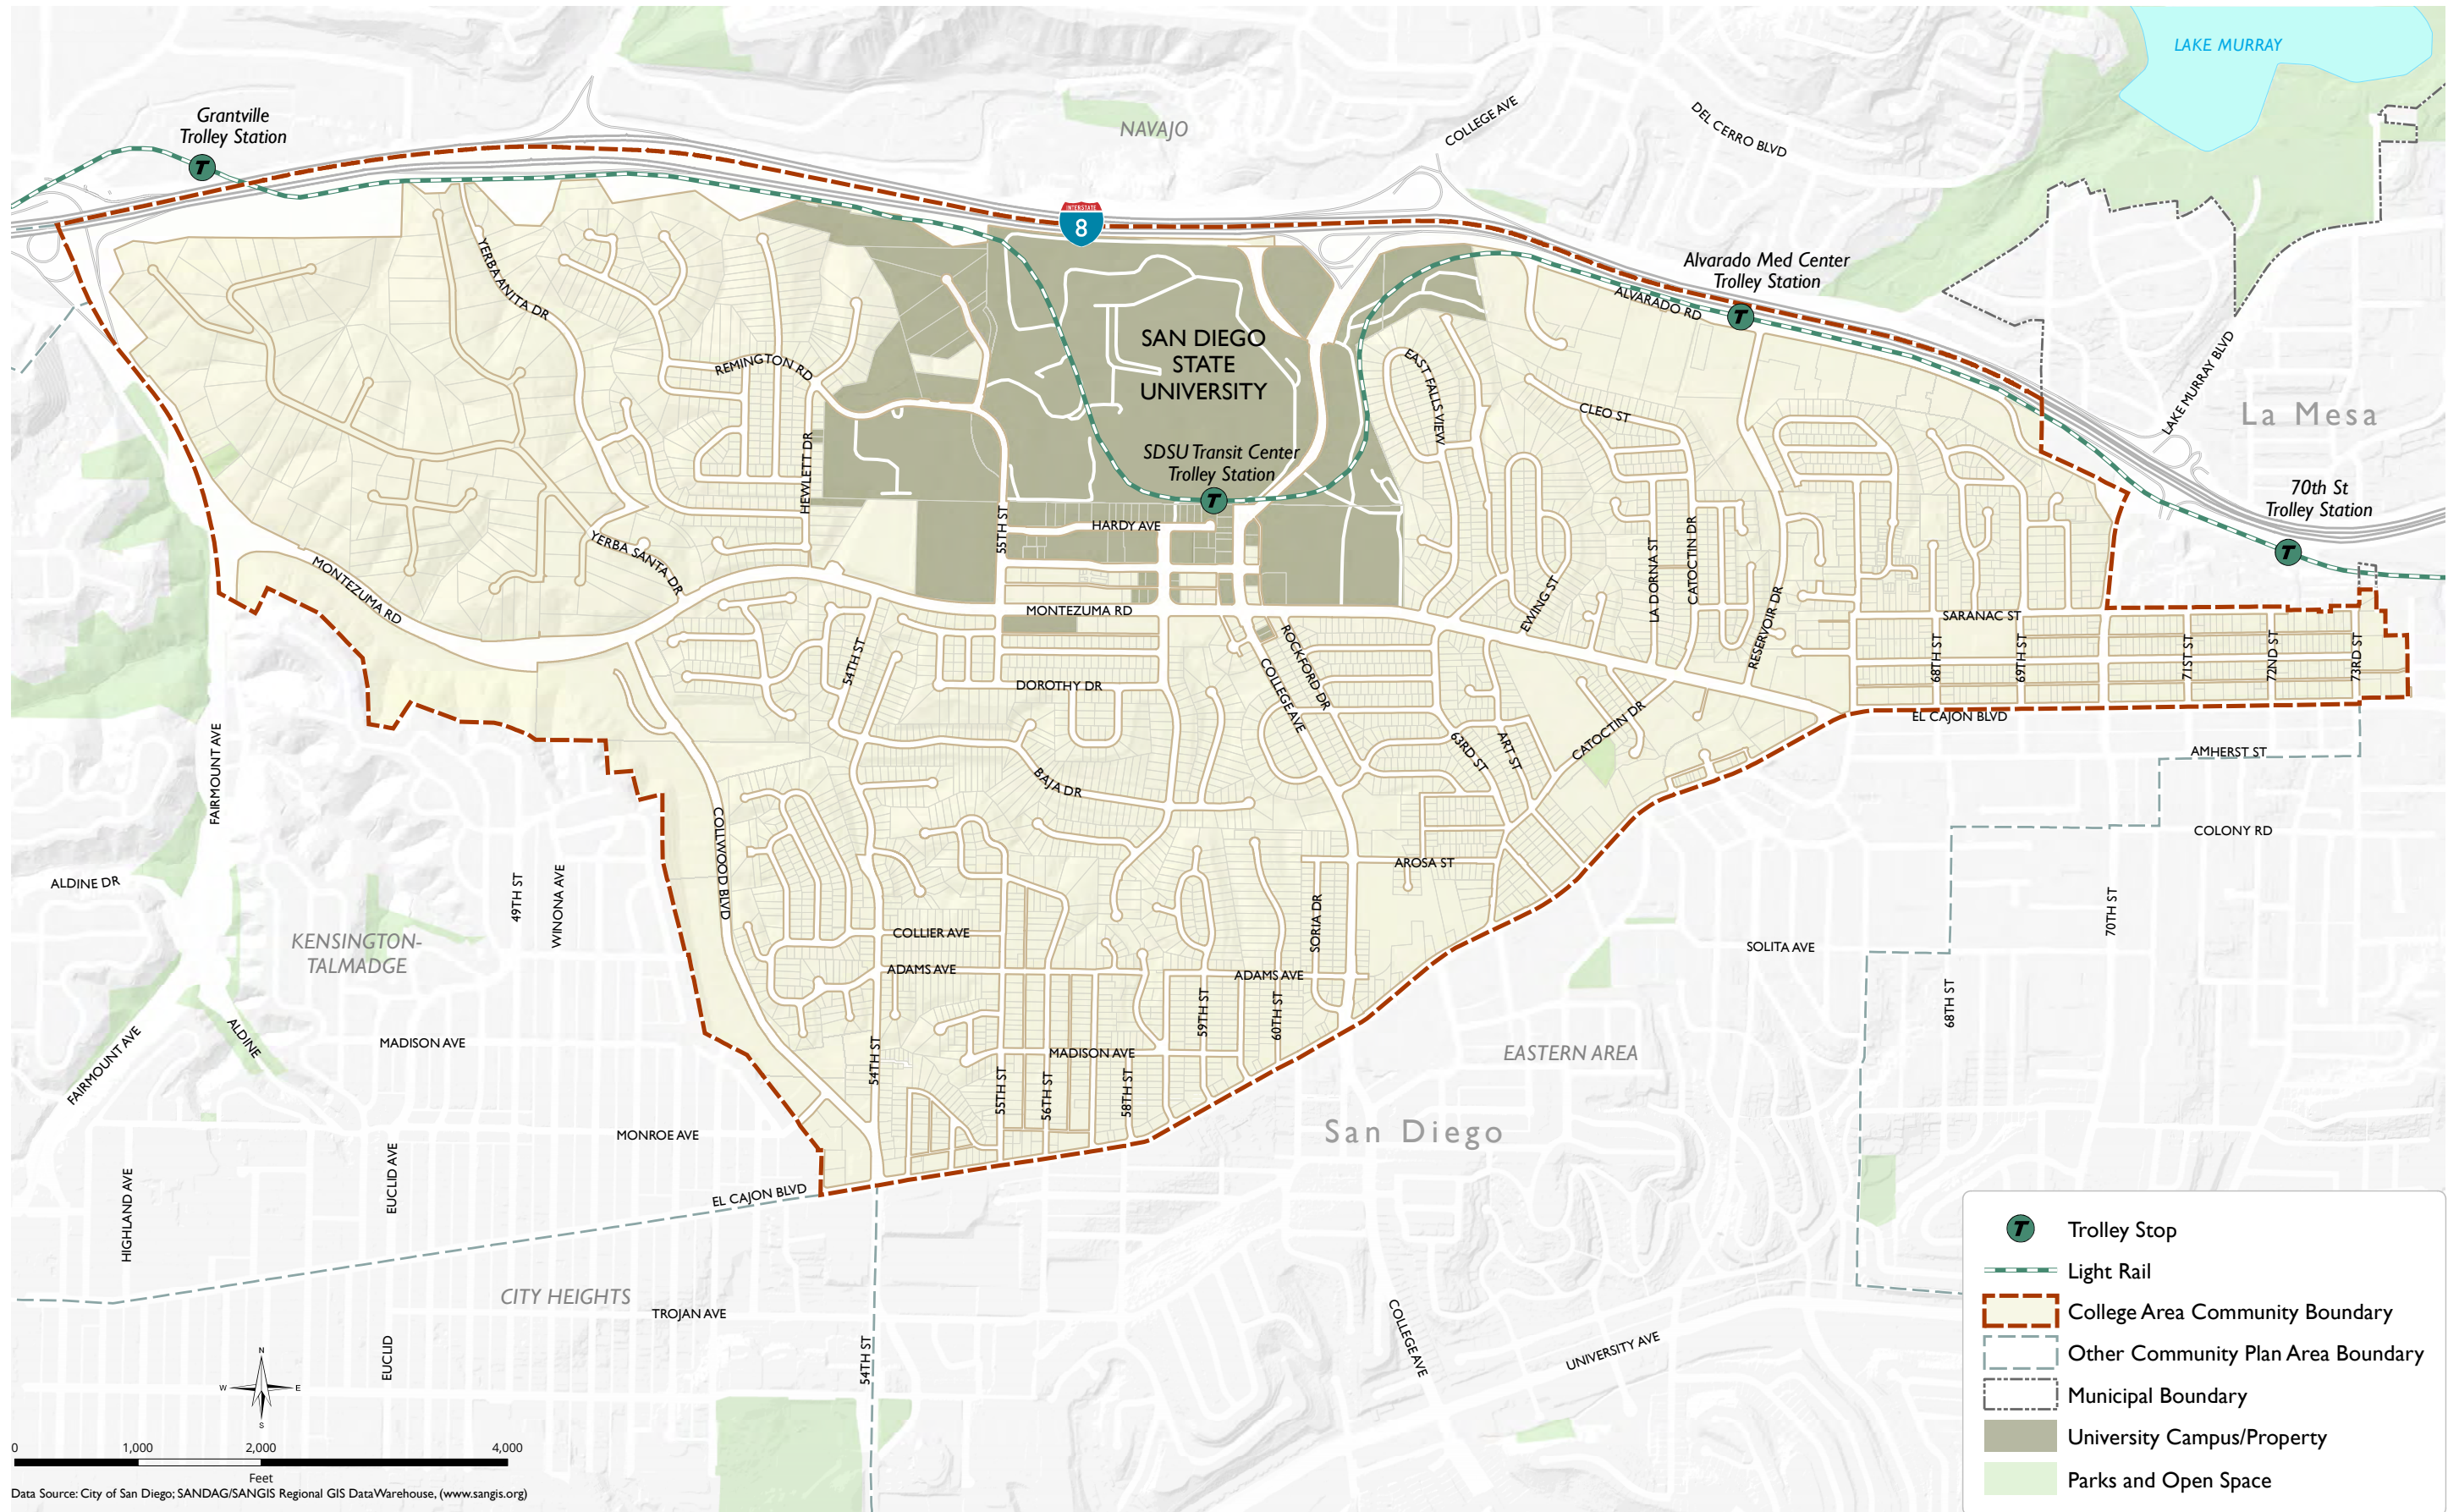 LAKE MURRAY
NAVAJO
COLLEGE AVE
DEL CERRO BLVD
Grantville
Trolley Station
T
INTERSTATE
8
Alvarado Med Center
Trolley Station
T
ALVARADO RD
YERBA ANITA DR
REMINGTON RD
SAN DIEGO
STATE
UNIVERSITY
EAST FALLS VIEW
CLEO ST
LAKE MURRAY BLVD
La Mesa
HEWLETT DR
SDSU Transit Center
Trolley Station
T
70th St
Trolley Station
T
55TH ST
HARDY AVE
YERBA SANTA DR
MONTEZUMA RD
MONTEZUMA RD
EWING ST
LA DORNA ST
CATOCTIN DR
RESERVOIR DR
SARANAC ST
68TH ST
69TH ST
71ST ST
72ND ST
73RD ST
54TH ST
DOROTHY DR
COLLEGE AVE
ROCKFORD DR
EL CAJON BLVD
AMHERST ST
FAIRMOUNT AVE
BAJA DR
63RD ST
ART ST
CATOCTIN DR
COLLWOOD BLVD
COLONY RD
AROSA ST
ALDINE DR
49TH ST
WINONA AVE
KENSINGTON-
TALMADGE
COLLIER AVE
SORIA DR
70TH ST
SOLITA AVE
ADAMS AVE
ADAMS AVE
59TH ST
60TH ST
68TH ST
FAIRMOUNT AVE
ALDINE
MADISON AVE
54TH ST
MADISON AVE
EASTERN AREA
55TH ST
56TH ST
58TH ST
San Diego
MONROE AVE
HIGHLAND AVE
EUCLID AVE
EL CAJON BLVD
CITY HEIGHTS
TROJAN AVE
EUCLID
54TH ST
COLLEGE AVE
UNIVERSITY AVE
N
W
E
S
0 1,000 2,000 4,000
Feet
Data Source: City of San Diego; SANDAG/SANGIS Regional GIS DataWarehouse, (www.sangis.org)
T
Trolley Stop
Light Rail
College Area Community Boundary
Other Community Plan Area Boundary
Municipal Boundary
University Campus/Property
Parks and Open Space